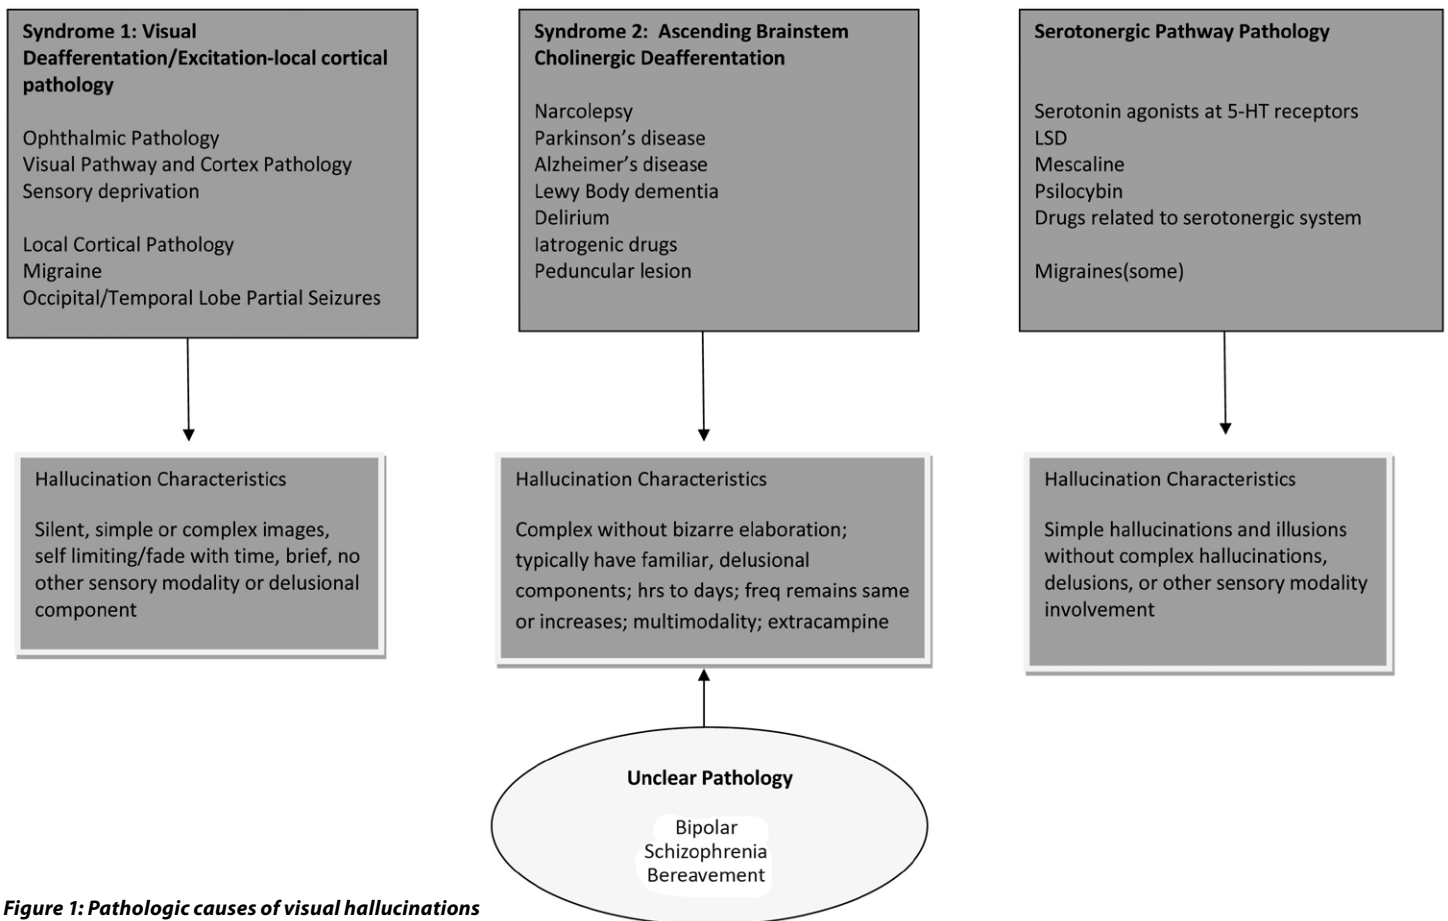 Syndrome 1: Visual
Deafferentation/Excitation-local cortical
pathology
Ophthalmic Pathology
Visual Pathway and Cortex Pathology
Sensory deprivation
Local Cortical Pathology
Migraine
Occipital/Temporal Lobe Partial Seizures
Syndrome 2:  Ascending Brainstem
Cholinergic Deafferentation
Narcolepsy
Parkinson’s disease
Alzheimer’s disease
Lewy Body dementia
Delirium
Iatrogenic drugs
Peduncular lesion
Serotonergic Pathway Pathology
Serotonin agonists at 5-HT receptors
LSD
Mescaline
Psilocybin
Drugs related to serotonergic system
Migraines(some)
Hallucination Characteristics
Silent, simple or complex images,
self limiting/fade with time, brief, no
other sensory modality or delusional
component
Hallucination Characteristics
Complex without bizarre elaboration;
typically have familiar, delusional
components; hrs to days; freq remains same
or increases; multimodality; extracampine
Hallucination Characteristics
Simple hallucinations and illusions
without complex hallucinations,
delusions, or other sensory modality
involvement
Unclear Pathology
Bipolar
Schizophrenia
Bereavement
Figure 1: Pathologic causes of visual hallucinations